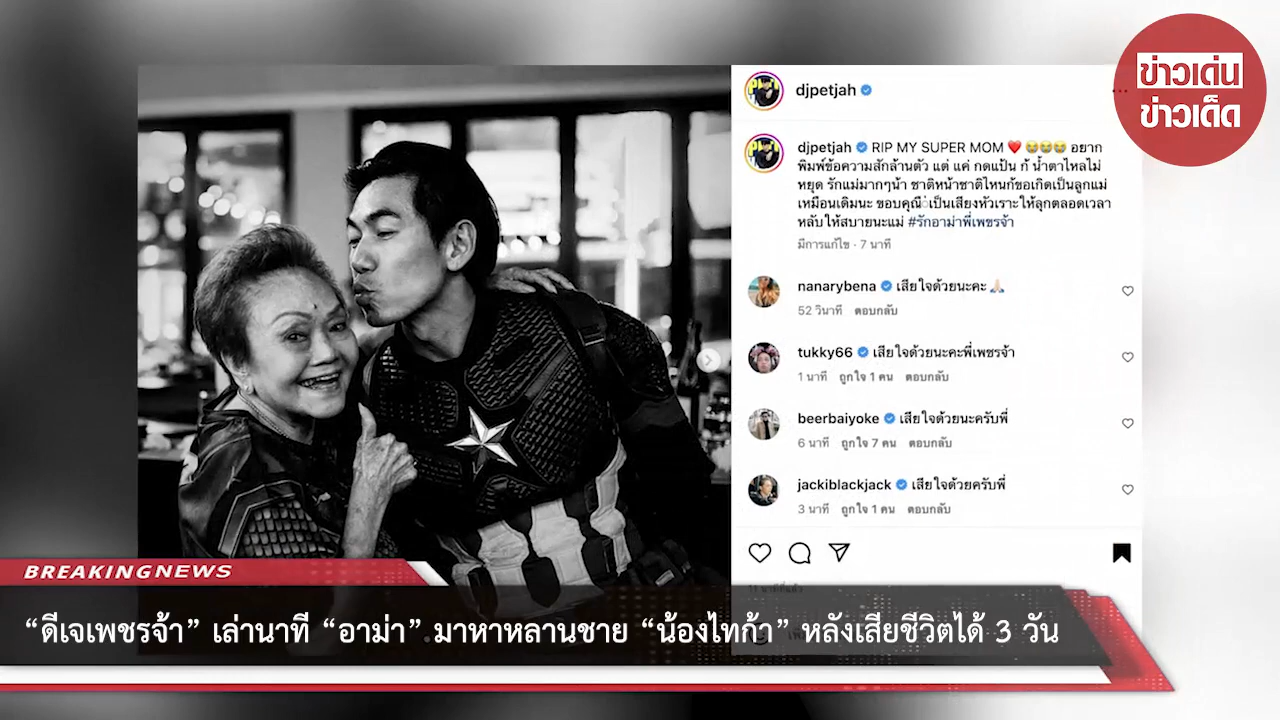 ข่าวเด่น
ข่าวเด็ด
djpetjah
djpetjah RIP MY SUPER MOM ❤️ 😭😭😭 อยาก
พิมพ์ข้อความสักล้านตัว แต่ แค่ กดแป้น ก้ น้ำตาไหลไม่
หยุด รักแม่มากๆน้า ชาติหน้าชาติไหนก้ขอเกิดเป็นลูกแม่
เหมือนเดิมนะ ขอบคุณี่เป็นเสียงหัวเราะให้ลุกตลอดเวลา
หลับให้สบายนะแม่ #รักอาม่าพี่เพชรจ้า
มีการแก้ไข · 7 นาที
nanarybena เสียใจด้วยนะคะ 🙏🏻
52 วินาที ตอบกลับ
tukky66 เสียใจด้วยนะคะพี่เพชรจ้า
1 นาที ถูกใจ 1 คน ตอบกลับ
beerbaiyoke เสียใจด้วยนะครับพี่
6 นาที ถูกใจ 7 คน ตอบกลับ
jackiblackjack เสียใจด้วยครับพี่
3 นาที ถูกใจ 1 คน ตอบกลับ
BREAKINGNEWS
“ดีเจเพชรจ้า” เล่านาที “อาม่า” มาหาหลานชาย “น้องไทก้า” หลังเสียชีวิตได้ 3 วัน